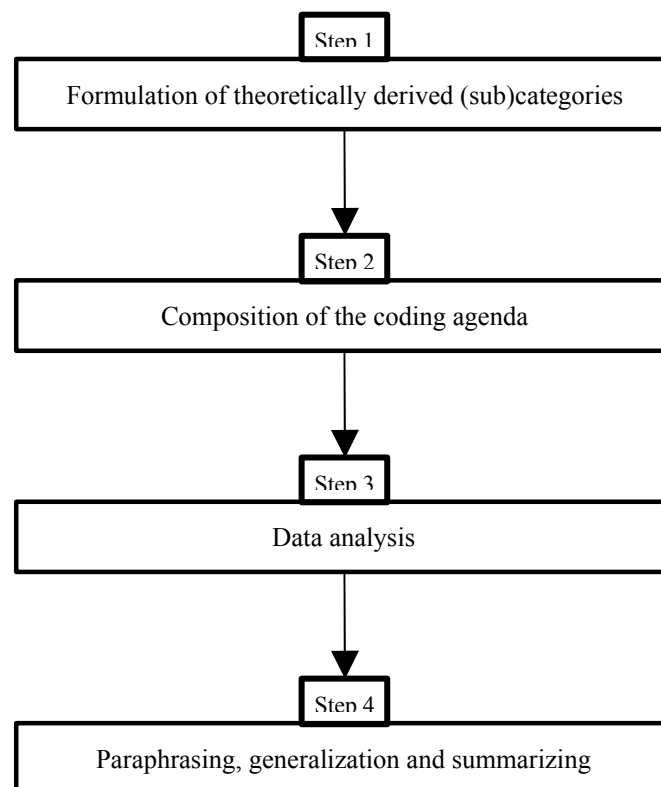 Step 1
Formulation of theoretically derived (sub)categories
Step 2
Composition of the coding agenda
Step 3
Data analysis
Step 4
Paraphrasing, generalization and summarizing